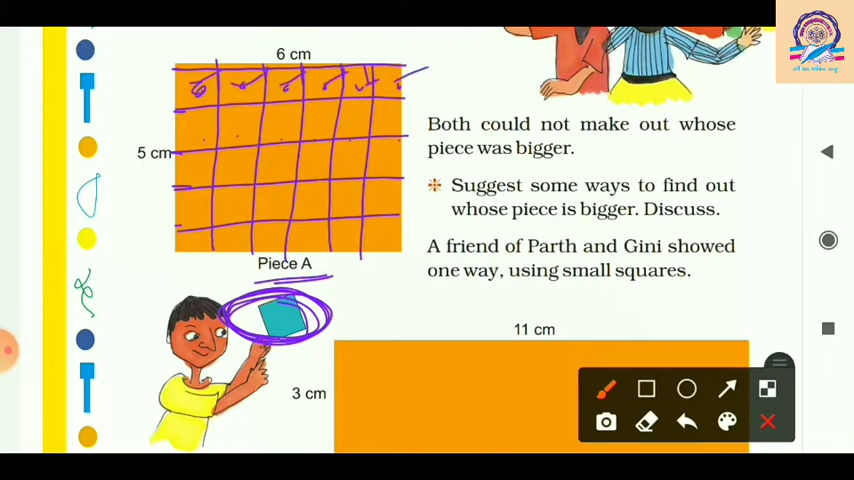 6 cm
5 cm
Piece A
Both could not make out whose
piece was bigger.
Suggest some ways to find out
whose piece is bigger. Discuss.
A friend of Parth and Gini showed
one way, using small squares.
11 cm
3 cm